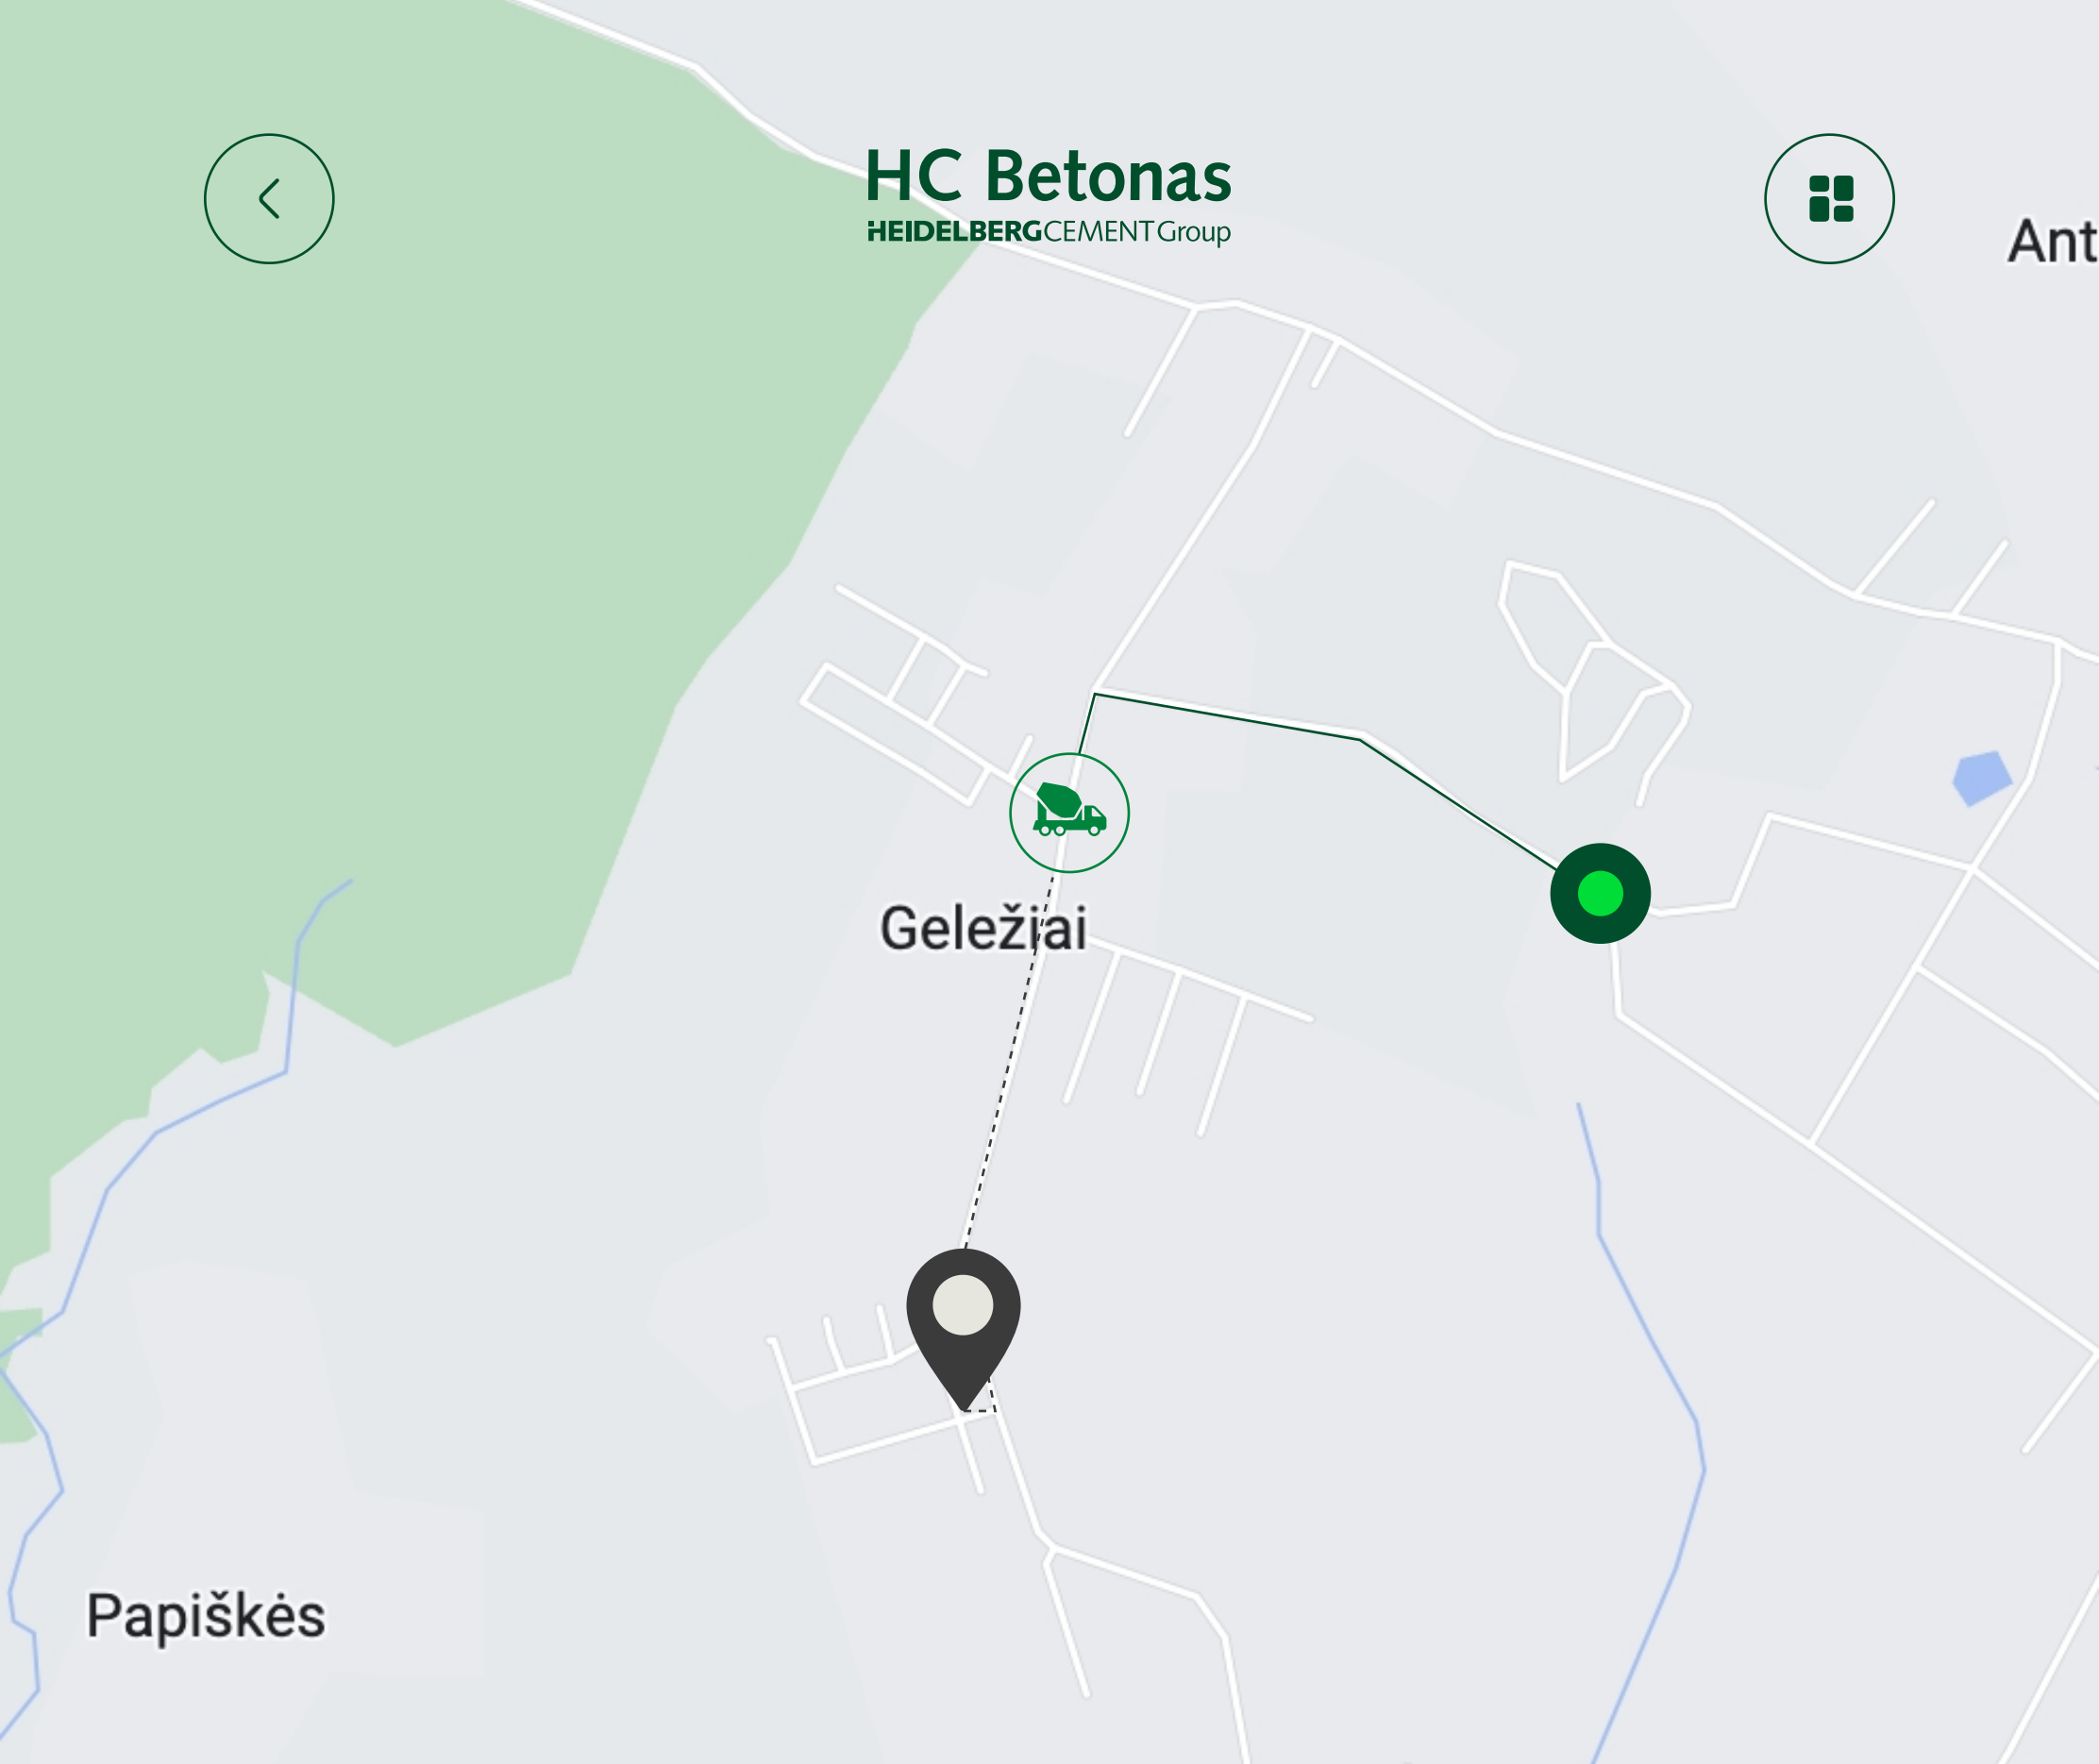 HC Betonas
HEIDELBERGCEMENTGroup
Ant
Geležiai
Papiškės